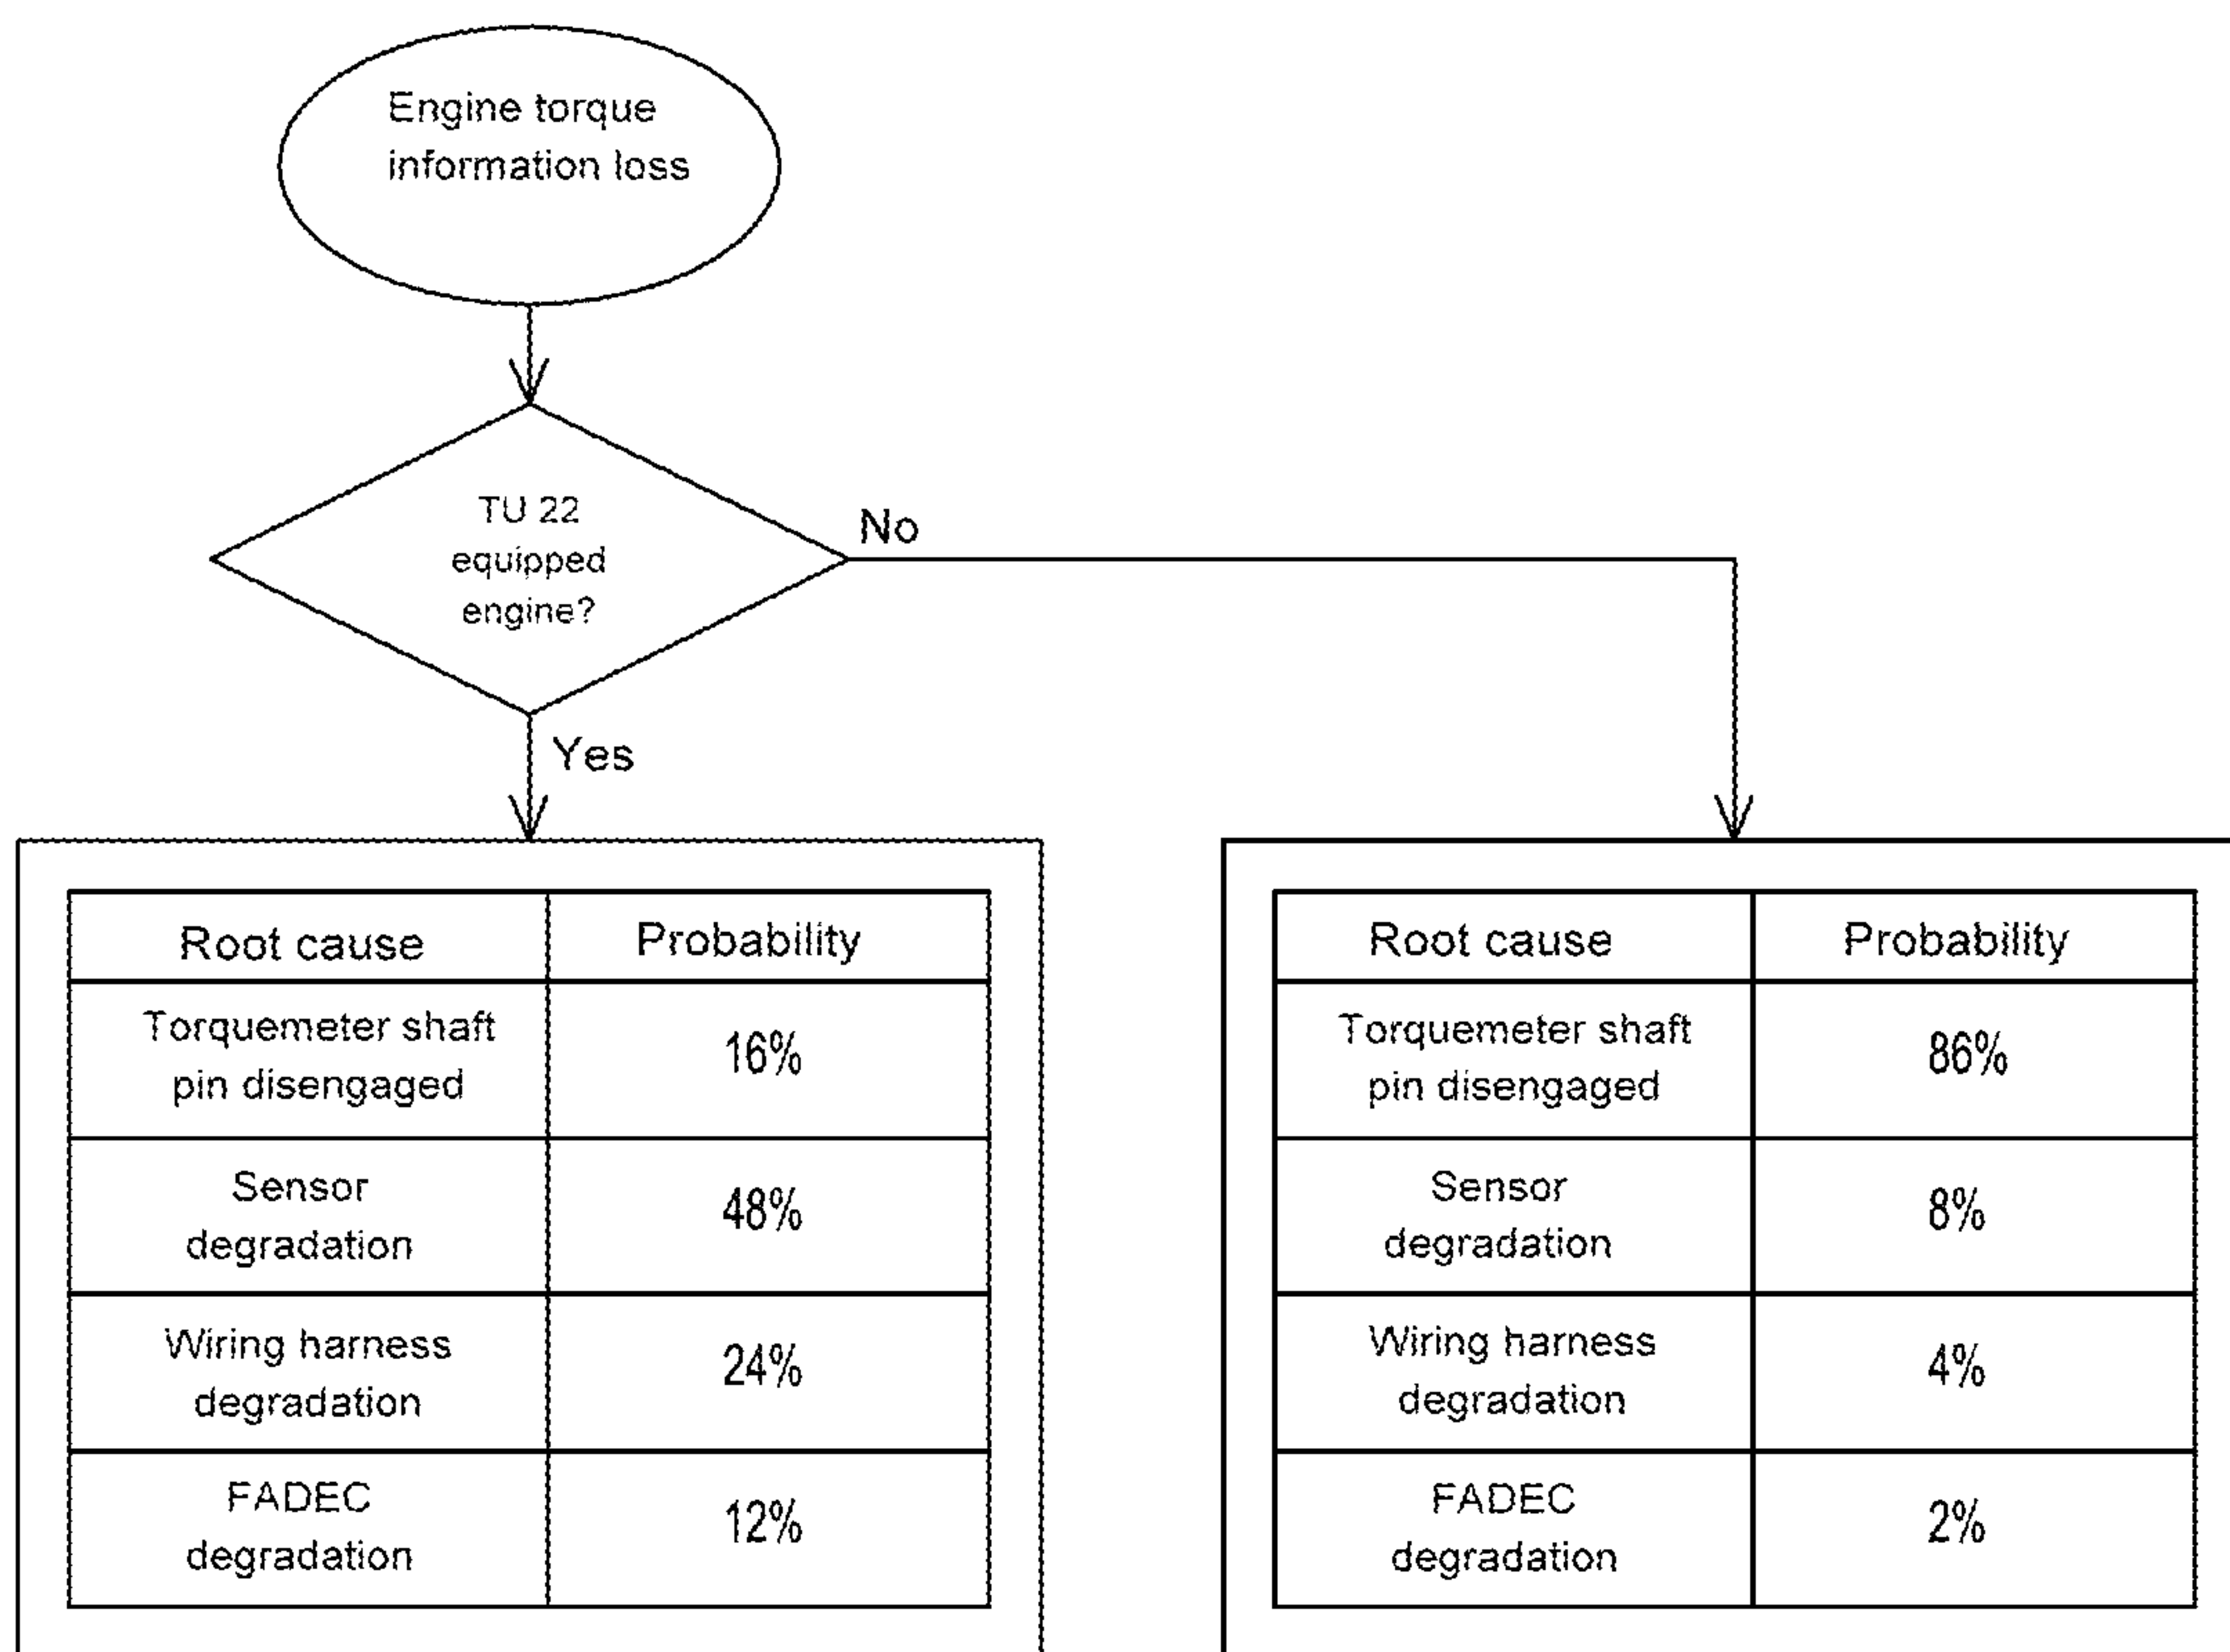 Engine torque
information loss
TU 22
equipped
engine?
No
Yes
Root cause
Probability
Torquemeter shaft
pin disengaged
16%
Sensor
degradation
48%
Wiring harness
degradation
24%
FADEC
degradation
12%
Root cause
Probability
Torquemeter shaft
pin disengaged
86%
Sensor
degradation
8%
Wiring harness
degradation
4%
FADEC
degradation
2%